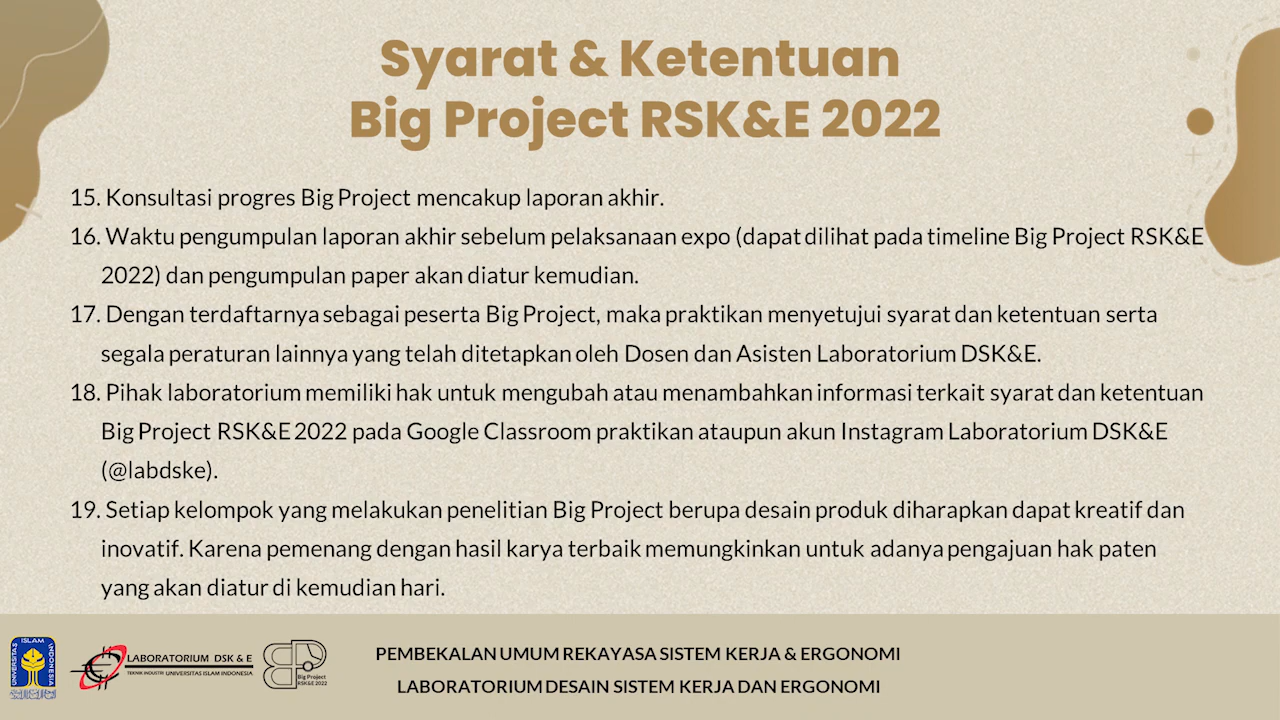 Syarat & Ketentuan
Big Project RSK&E 2022
15. Konsultasi progres Big Project mencakup laporan akhir.
16. Waktu pengumpulan laporan akhir sebelum pelaksanaan expo (dapat dilihat pada timeline Big Project RSK&E
2022) dan pengumpulan paper akan diatur kemudian.
17. Dengan terdaftarnya sebagai peserta Big Project, maka praktikan menyetujui syarat dan ketentuan serta
segala peraturan lainnya yang telah ditetapkan oleh Dosen dan Asisten Laboratorium DSK&E.
18. Pihak laboratorium memiliki hak untuk mengubah atau menambahkan informasi terkait syarat dan ketentuan
Big Project RSK&E 2022 pada Google Classroom praktikan ataupun akun Instagram Laboratorium DSK&E
(@labdske).
19. Setiap kelompok yang melakukan penelitian Big Project berupa desain produk diharapkan dapat kreatif dan
inovatif. Karena pemenang dengan hasil karya terbaik memungkinkan untuk adanya pengajuan hak paten
yang akan diatur di kemudian hari.
UNIVERSITAS ISLAM INDONESIA
LABORATORIUM DSK & E
TEKNIK INDUSTRI UNIVERSITAS ISLAM INDONESIA
Big Project
RSK&E 2022
PEMBEKALAN UMUM REKAYASA SISTEM KERJA & ERGONOMI
LABORATORIUM DESAIN SISTEM KERJA DAN ERGONOMI